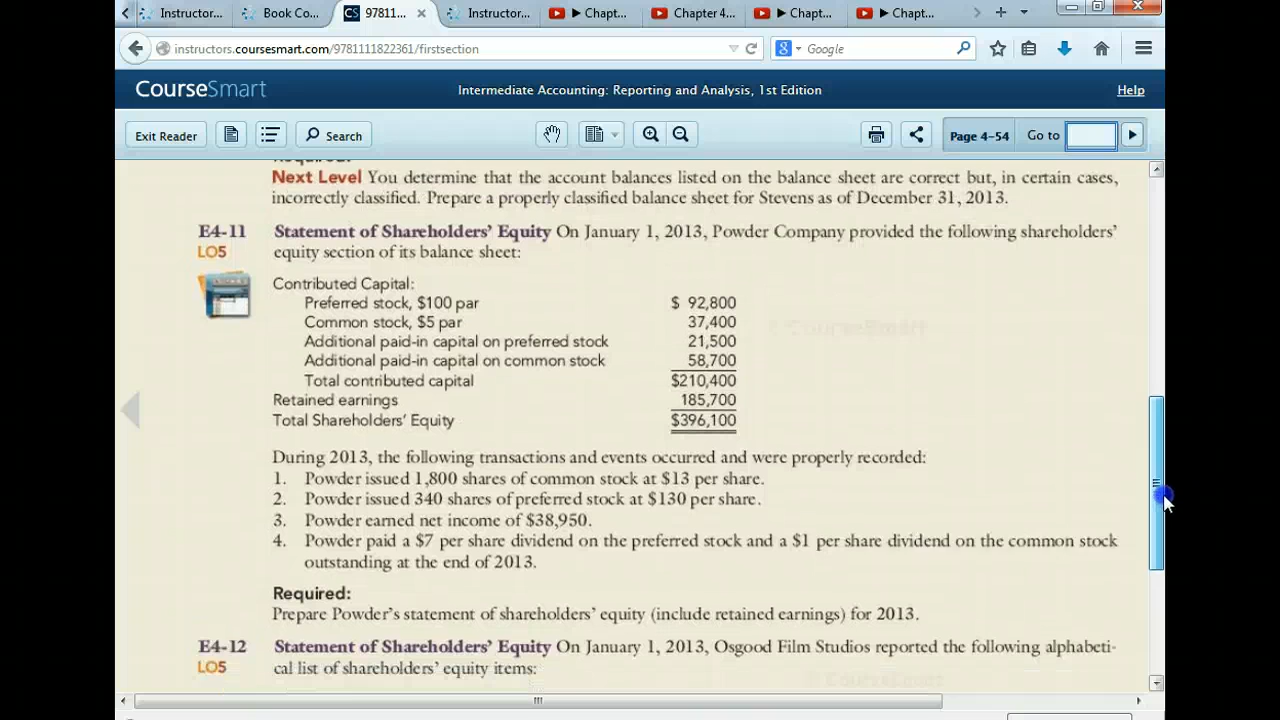 Instructor... Book Co... CS 97811... × Instructor... ► Chapt... Chapter 4... ► Chapt... ► Chapt...
instructors.coursesmart.com/9781111822361/firstsection Google
CourseSmart Intermediate Accounting: Reporting and Analysis, 1st Edition Help
Exit Reader Search Page 4-54 Go to
Required:
Next Level You determine that the account balances listed on the balance sheet are correct but, in certain cases,
incorrectly classified. Prepare a properly classified balance sheet for Stevens as of December 31, 2013.
E4-11 Statement of Shareholders' Equity On January 1, 2013, Powder Company provided the following shareholders'
LO5 equity section of its balance sheet:
Contributed Capital:
Preferred stock, $100 par $ 92,800
Common stock, $5 par 37,400
Additional paid-in capital on preferred stock 21,500
Additional paid-in capital on common stock 58,700
Total contributed capital $210,400
Retained earnings 185,700
Total Shareholders' Equity $396,100
CourseSmart
During 2013, the following transactions and events occurred and were properly recorded:
1. Powder issued 1,800 shares of common stock at $13 per share.
2. Powder issued 340 shares of preferred stock at $130 per share.
3. Powder earned net income of $38,950.
4. Powder paid a $7 per share dividend on the preferred stock and a $1 per share dividend on the common stock
outstanding at the end of 2013.
Required:
Prepare Powder's statement of shareholders' equity (include retained earnings) for 2013.
E4-12 Statement of Shareholders' Equity On January 1, 2013, Osgood Film Studios reported the following alphabeti-
LO5 cal list of shareholders' equity items:
CourseSmart